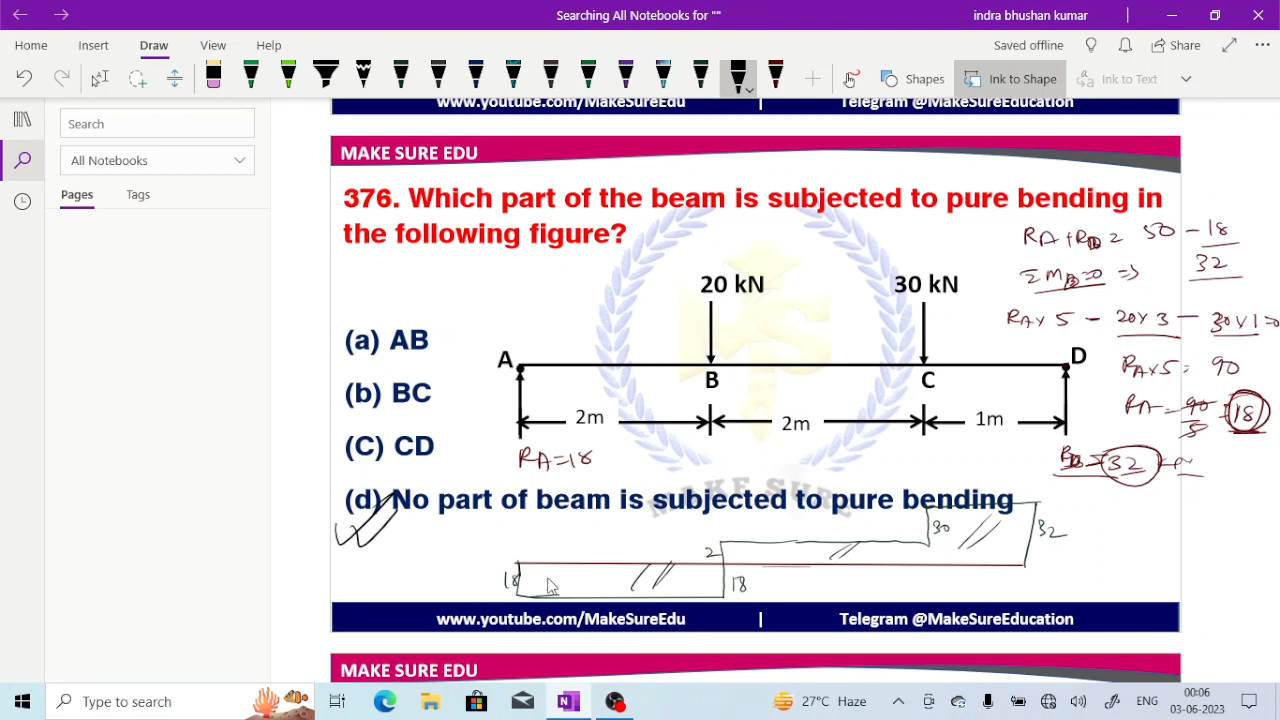 Searching All Notebooks for ""
indra bhushan kumar
Home Insert Draw View Help
Saved offline
Share
Shapes
Ink to Shape
Ink to Text
www.youtube.com/MakeSureEdu | Telegram @MakeSureEducation
Search
All Notebooks
Pages Tags
MAKE SURE EDU
376. Which part of the beam is subjected to pure bending in
the following figure?
20 kN 30 kN
(a) AB
(b) BC
(C) CD
(d) No part of beam is subjected to pure bending
A B C D
2m 2m 1m
RA=18
MAKE SURE
50 - 18
32
RA x 5 - 20 x 3 - 30 x 1 =0
RA x 5 = 90
RA = 90/5 = 18
32
18 2 18 30 32
www.youtube.com/MakeSureEdu | Telegram @MakeSureEducation
MAKE SURE EDU
Type to search
27°C Haze
ENG
00:06
03-06-2023